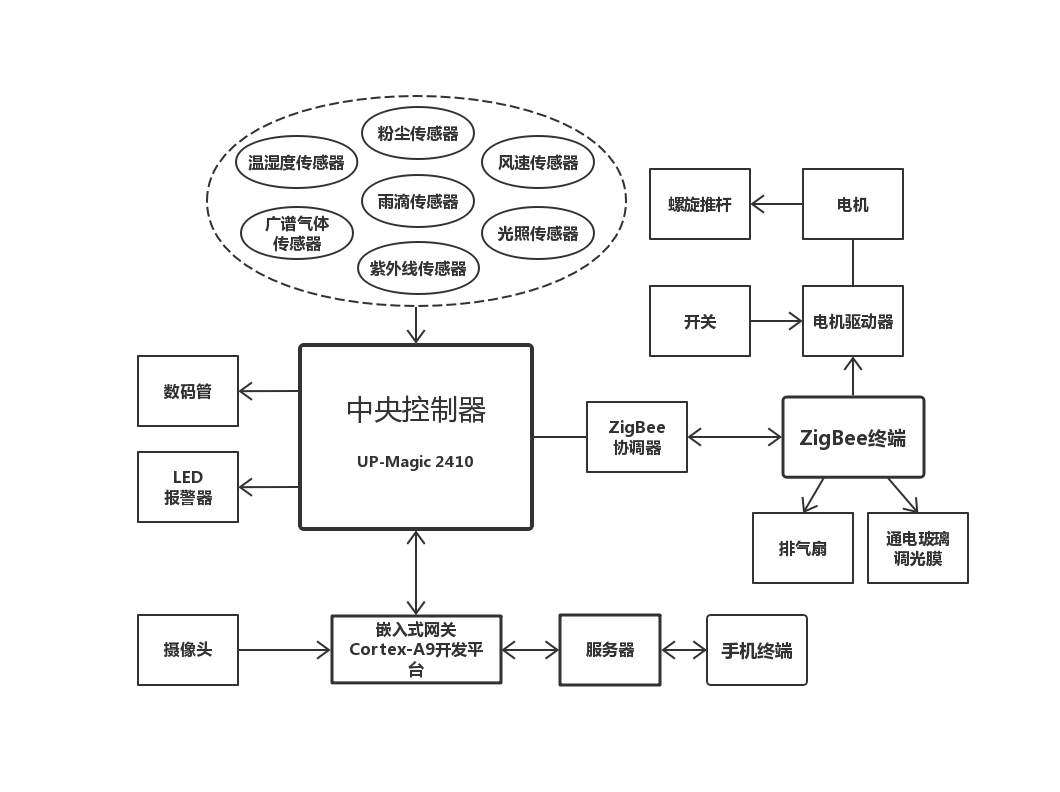 粉尘传感器
温湿度传感器
风速传感器
雨滴传感器
广谱气体
传感器
光照传感器
紫外线传感器
螺旋推杆
电机
开关
电机驱动器
数码管
中央控制器
UP-Magic 2410
LED
报警器
ZigBee
协调器
ZigBee终端
排气扇
通电玻璃
调光膜
摄像头
嵌入式网关
Cortex-A9开发平
台
服务器
手机终端